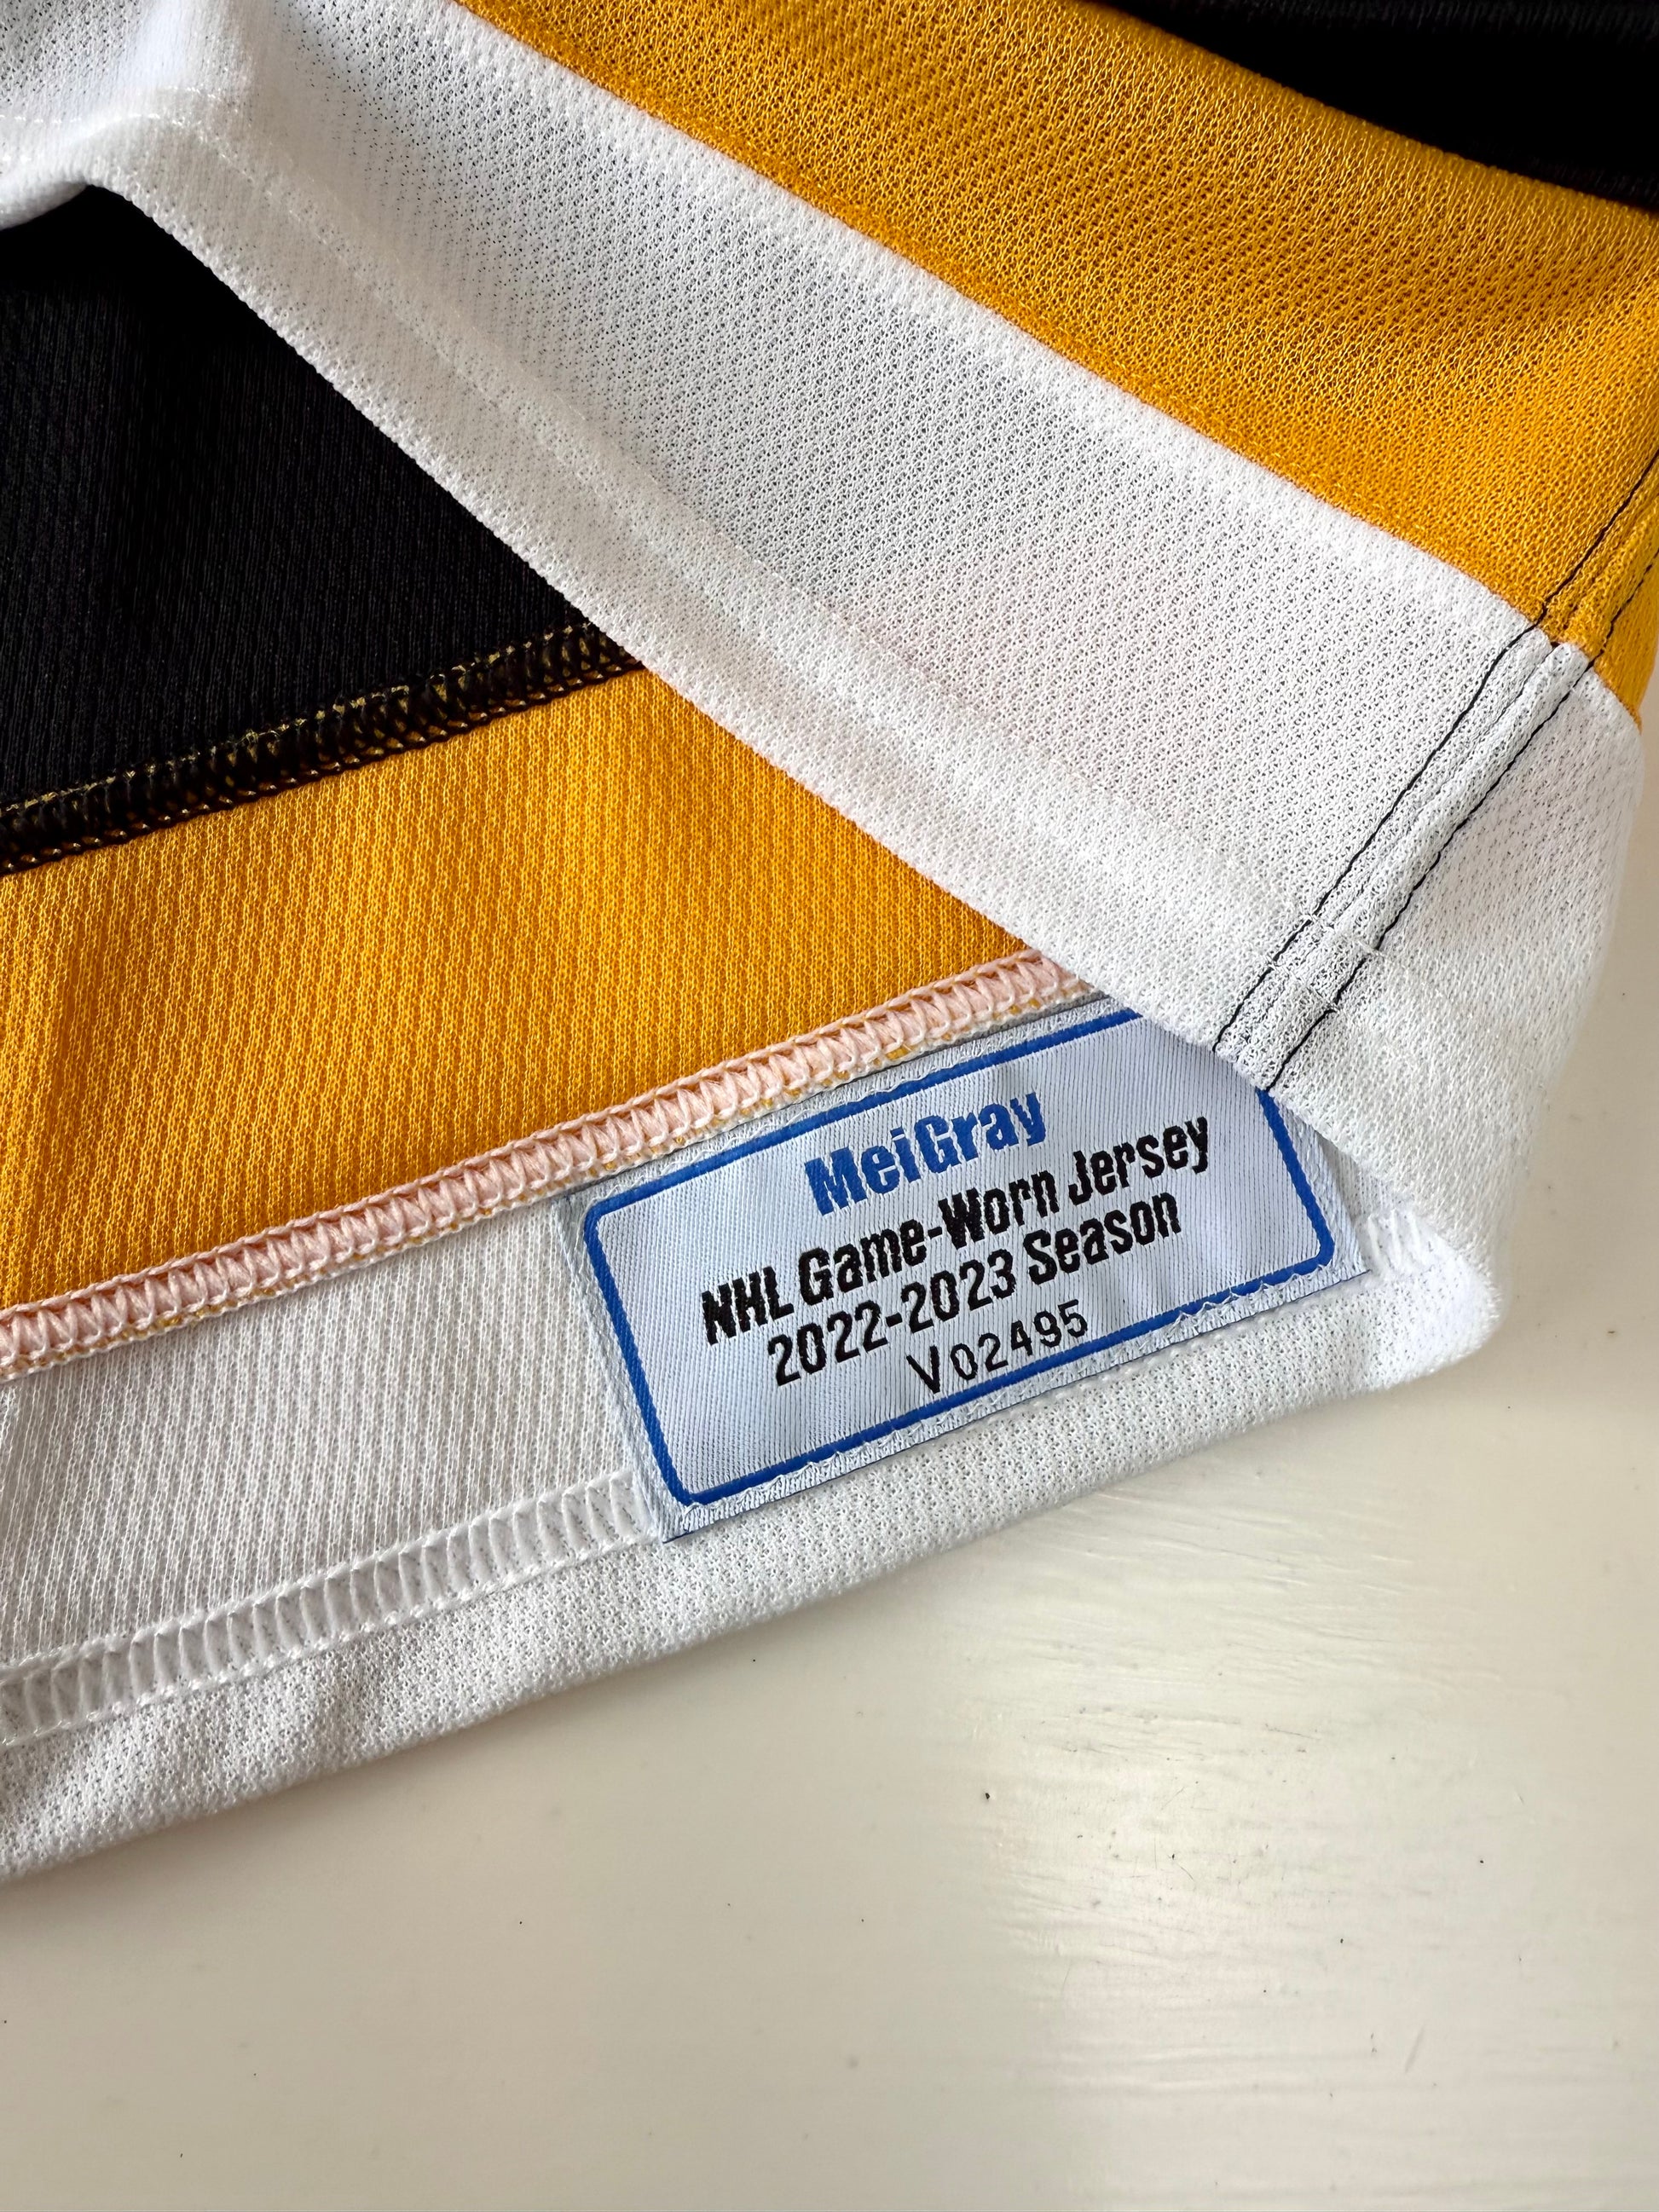 MeiGray
NHL Game-Worn Jersey
2022-2023 Season
V02495